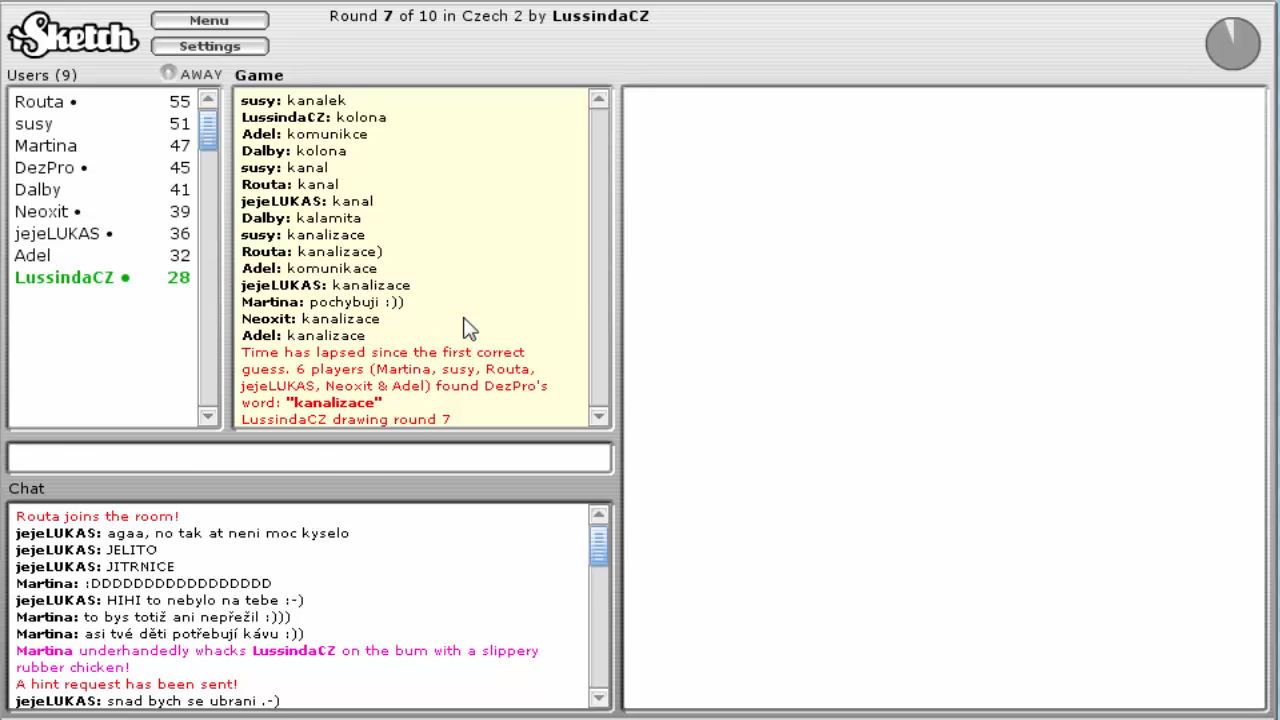 iSketch
Menu
Settings
Round 7 of 10 in Czech 2 by LussindaCZ
Users (9)
AWAY
Game
Routa • 55
susy 51
Martina 47
DezPro • 45
Dalby 41
Neoxit • 39
jejeLUKAS • 36
Adel 32
LussindaCZ • 28
susy: kanalek
LussindaCZ: kolona
Adel: komunikce
Dalby: kolona
susy: kanal
Routa: kanal
jejeLUKAS: kanal
Dalby: kalamita
susy: kanalizace
Routa: kanalizace)
Adel: komunikace
jejeLUKAS: kanalizace
Martina: pochybuji :))
Neoxit: kanalizace
Adel: kanalizace
Time has lapsed since the first correct
guess. 6 players (Martina, susy, Routa,
jejeLUKAS, Neoxit & Adel) found DezPro's
word: "kanalizace"
LussindaCZ drawing round 7
Chat
Routa joins the room!
jejeLUKAS: agaa, no tak at neni moc kyselo
jejeLUKAS: JELITO
jejeLUKAS: JITRNICE
Martina: :DDDDDDDDDDDDDDDDD
jejeLUKAS: HIHI to nebylo na tebe :-)
Martina: to bys totiž ani nepřežil :)))
Martina: asi tvé děti potřebují kávu :))
Martina underhandedly whacks LussindaCZ on the bum with a slippery
rubber chicken!
A hint request has been sent!
jejeLUKAS: snad bych se ubrani .-)